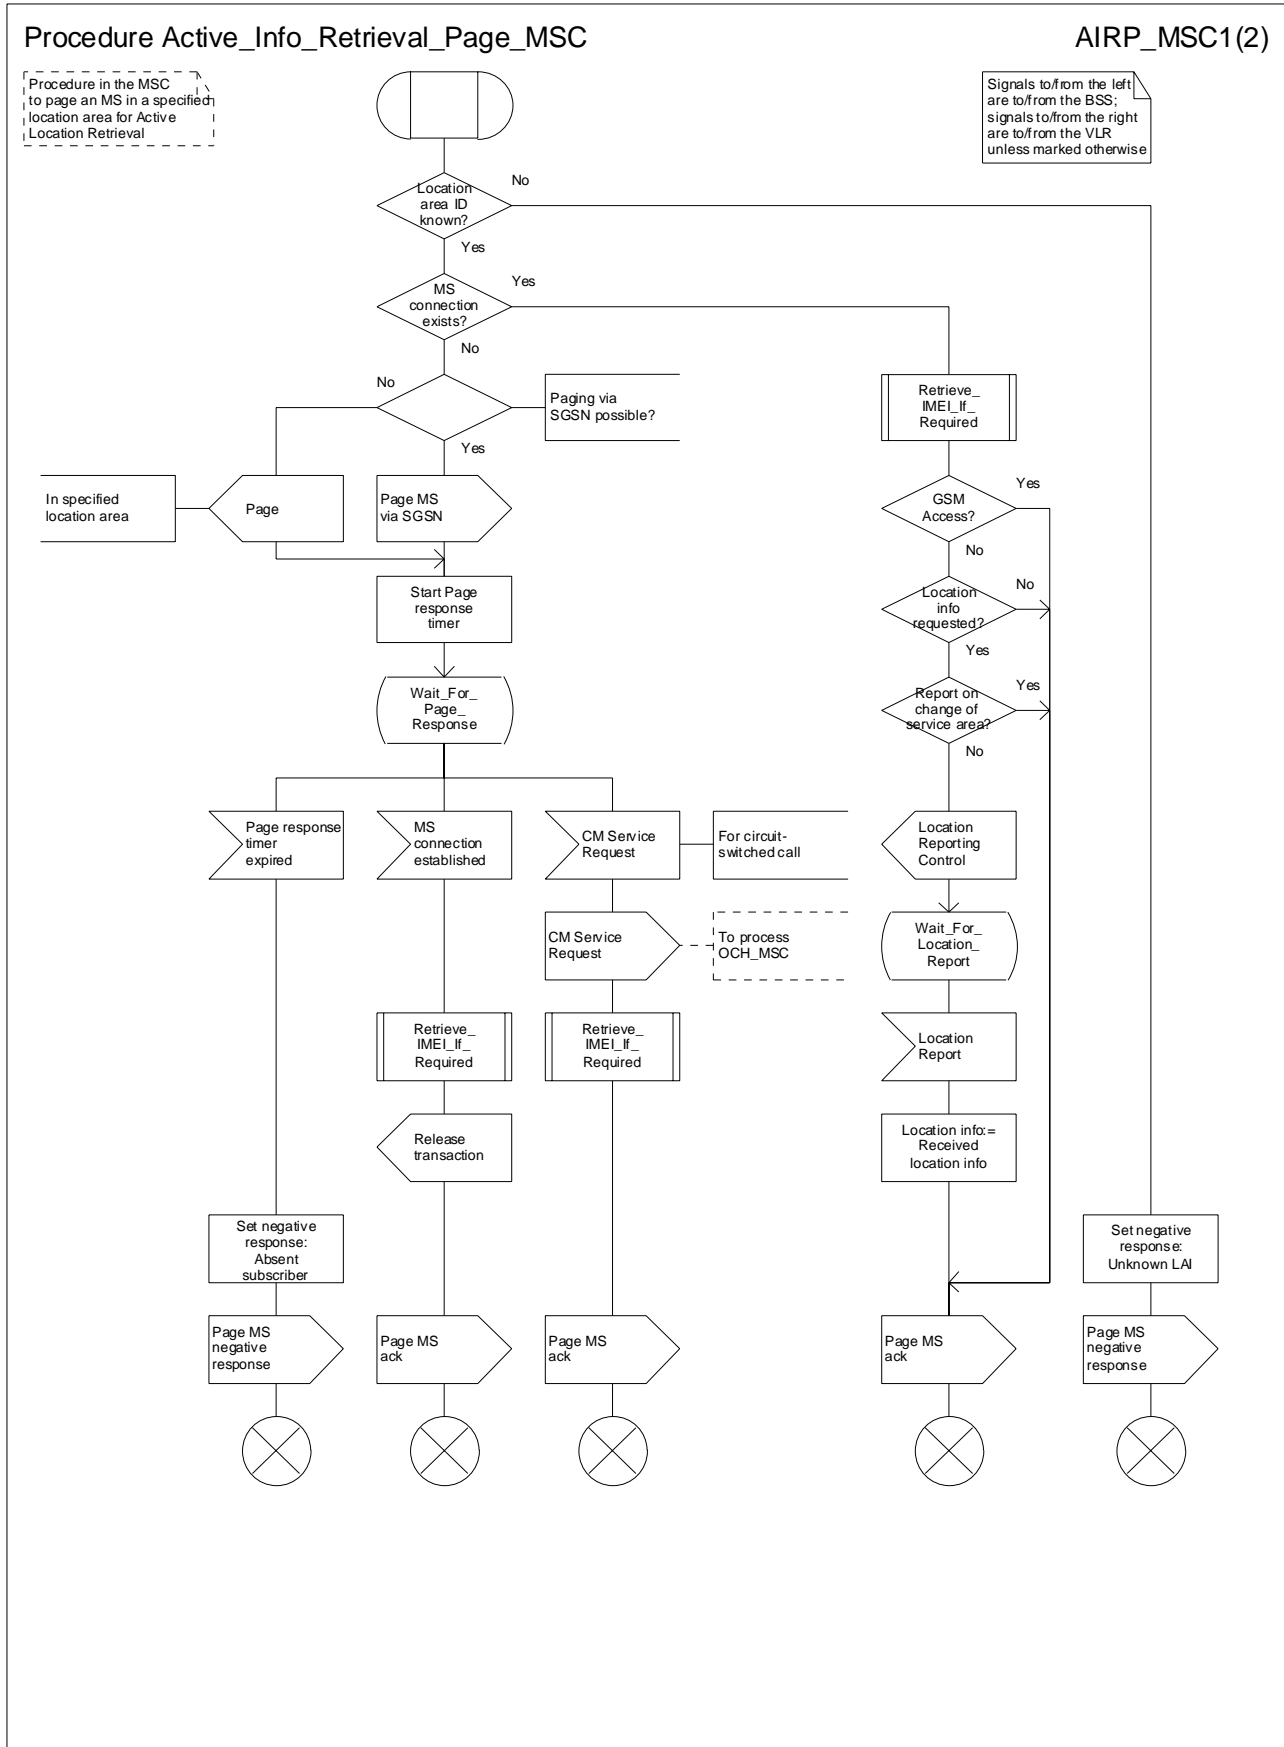 Procedure Active_Info_Retrieval_Page_MSC
AIRP_MSC1(2)
Procedure in the MSC
to page an MS in a specified
location area for Active
Location Retrieval
Signals to/from the left
are to/from the BSS;
signals to/from the right
are to/from the VLR
unless marked otherwise
Location
area ID
known?
No
Yes
MS
connection
exists?
Yes
No
No
Paging via
SGSN possible?
Yes
Retrieve_
IMEI_If_
Required
In specified
location area
Page
Page MS
via SGSN
GSM
Access?
Yes
No
Start Page
response
timer
Location
info
requested?
No
Yes
Wait_For_
Page_
Response
Report on
change of
service area?
Yes
No
Page response
timer
expired
MS
connection
established
CM Service
Request
For circuit-
switched call
Location
Reporting
Control
CM Service
Request
To process
OCH_MSC
Wait_For_
Location_
Report
Retrieve_
IMEI_If_
Required
Retrieve_
IMEI_If_
Required
Location
Report
Release
transaction
Location info:=
Received
location info
Set negative
response:
Absent
subscriber
Set negative
response:
Unknown LAI
Page MS
negative
response
Page MS
ack
Page MS
ack
Page MS
ack
Page MS
negative
response